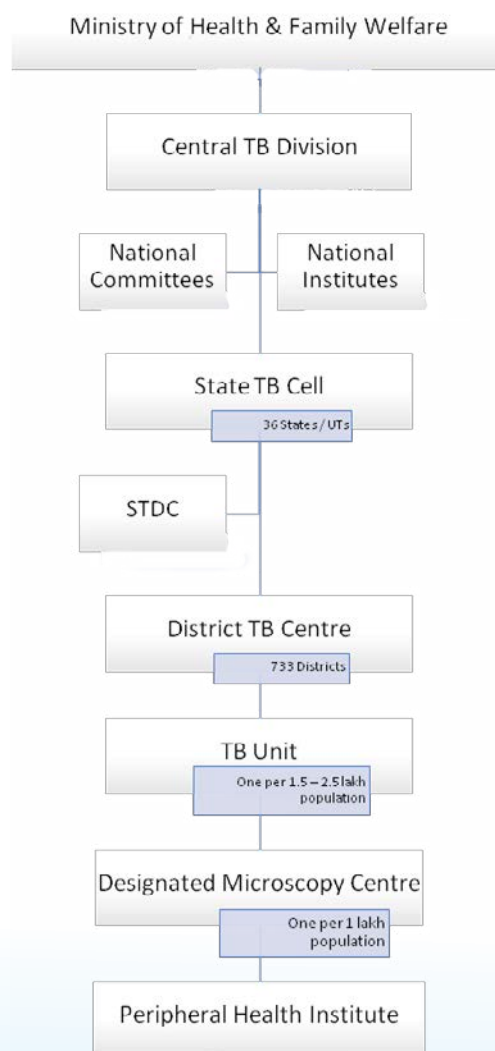 Ministry of Health & Family Welfare
Central TB Division
National
Committees
National
Institutes
State TB Cell
36 States / UTs
STDC
District TB Centre
733 Districts
TB Unit
One per 1.5 – 2.5 lakh
population
Designated Microscopy Centre
One per 1 lakh
population
Peripheral Health Institute